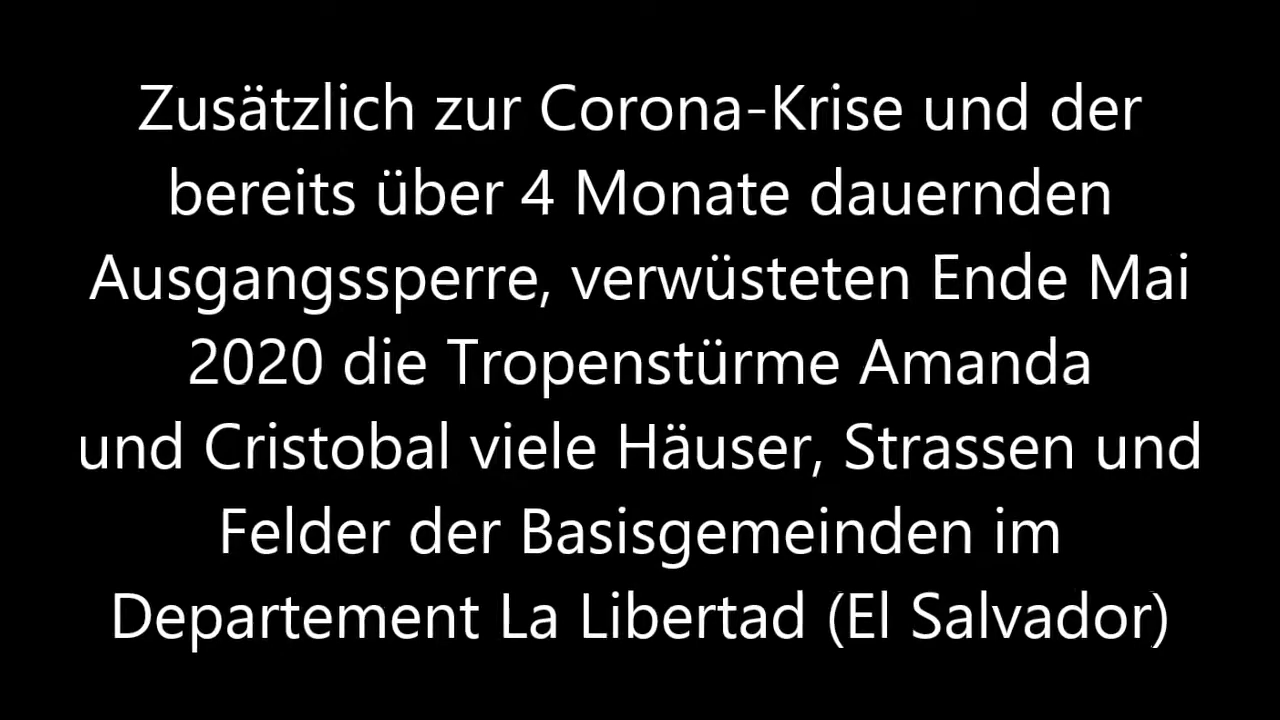 Zusätzlich zur Corona-Krise und der
bereits über 4 Monate dauernden
Ausgangssperre, verwüsteten Ende Mai
2020 die Tropenstürme Amanda
und Cristobal viele Häuser, Strassen und
Felder der Basisgemeinden im
Departement La Libertad (El Salvador)